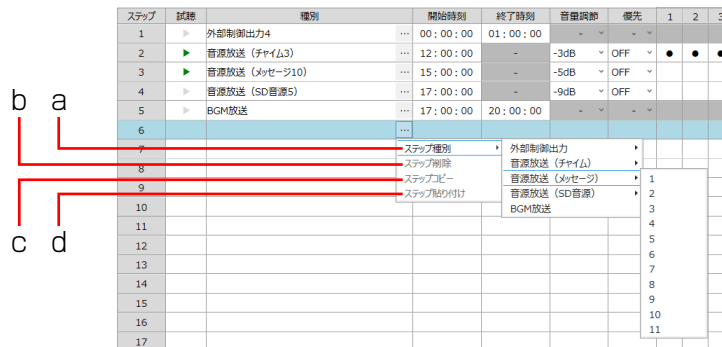 ステップ 試聴 種別 開始時刻 終了時刻 音量調節 優先 1 2 3
1 外部制御出力4 … 00:00:00 01:00:00 - -
2 音源放送（チャイム3） … 12:00:00 - -3dB OFF ● ● ●
3 音源放送（メッセージ10） … 15:00:00 - -5dB OFF
4 音源放送（SD音源5） … 17:00:00 - -9dB OFF
5 BGM放送 … 17:00:00 20:00:00 - -
6 …
b a
7 ステップ種別 外部制御出力
8 ステップ削除 音源放送（チャイム）
9 ステップコピー 音源放送（メッセージ） 1
ステップ貼り付け 音源放送（SD音源） 2
10 BGM放送 3
c d
11 4
12 5
13 6
14 7
15 8
16 9
17 10
11